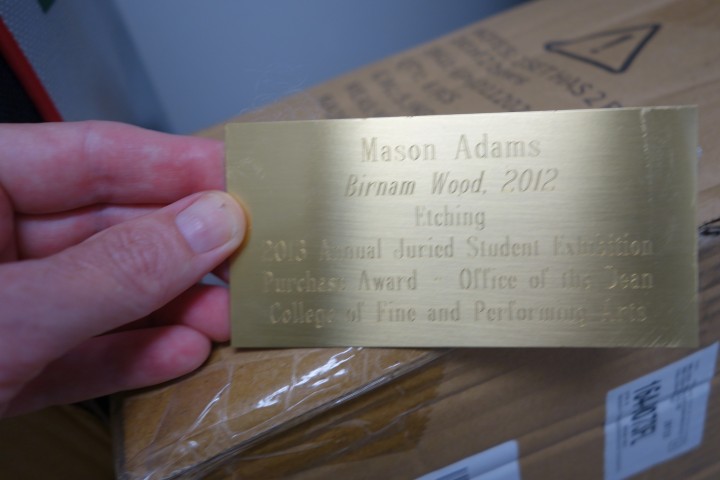 Mason Adams
Birnam Wood, 2012
Etching
2013 Annual Juried Student Exhibition
Purchase Award - Office of the Dean
College of Fine and Performing Arts